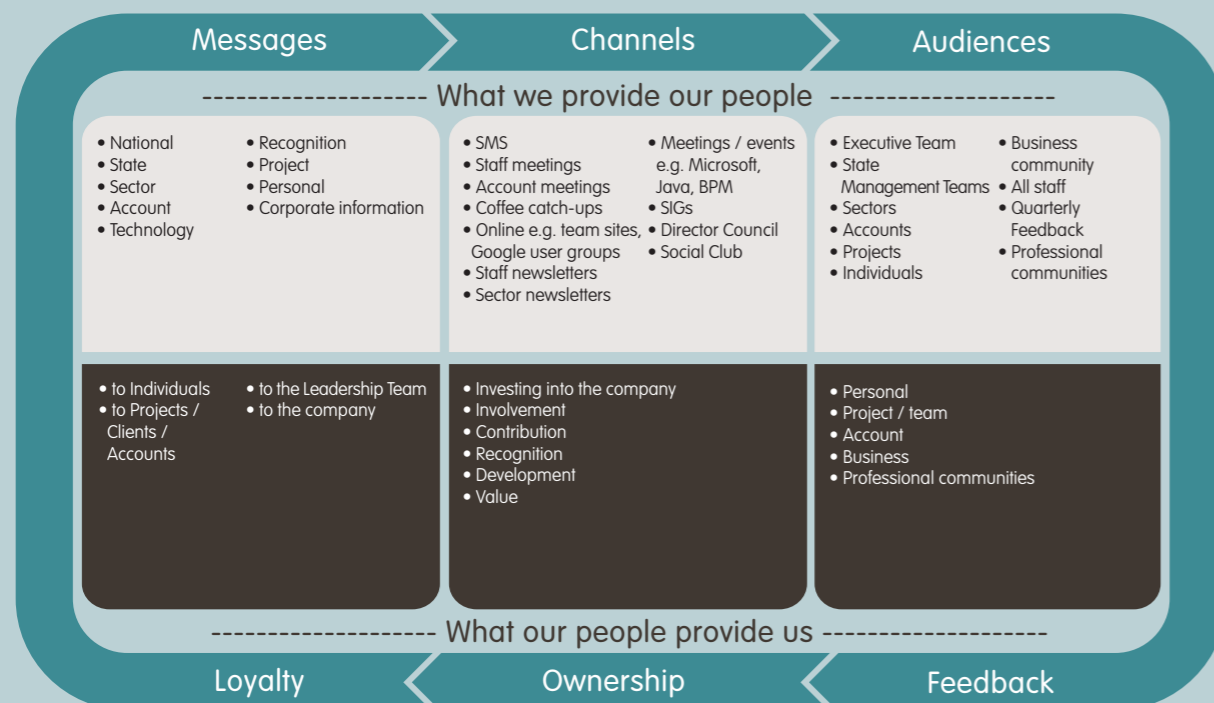 Messages
Channels
Audiences
------------------- What we provide our people -------------------
• National
• State
• Sector
• Account
• Technology
• Recognition
• Project
• Personal
• Corporate information
• SMS
• Staff meetings
• Account meetings
• Coffee catch-ups
• Online e.g. team sites,
Google user groups
• Staff newsletters
• Sector newsletters
• Meetings / events
e.g. Microsoft,
Java, BPM
• SIGs
• Director Council
• Social Club
• Executive Team
• State
Management Teams
• Sectors
• Accounts
• Projects
• Individuals
• Business
community
• All staff
• Quarterly
Feedback
• Professional
communities
• to Individuals
• to Projects /
Clients /
Accounts
• to the Leadership Team
• to the company
• Investing into the company
• Involvement
• Contribution
• Recognition
• Development
• Value
• Personal
• Project / team
• Account
• Business
• Professional communities
------------------- What our people provide us -------------------
Loyalty
Ownership
Feedback